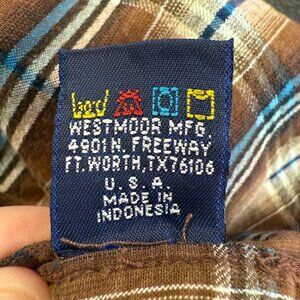 WESTMOOR MFG.
4901 N. FREEWAY
FT. WORTH, TX 76106
U. S. A.
MADE IN
INDONESIA